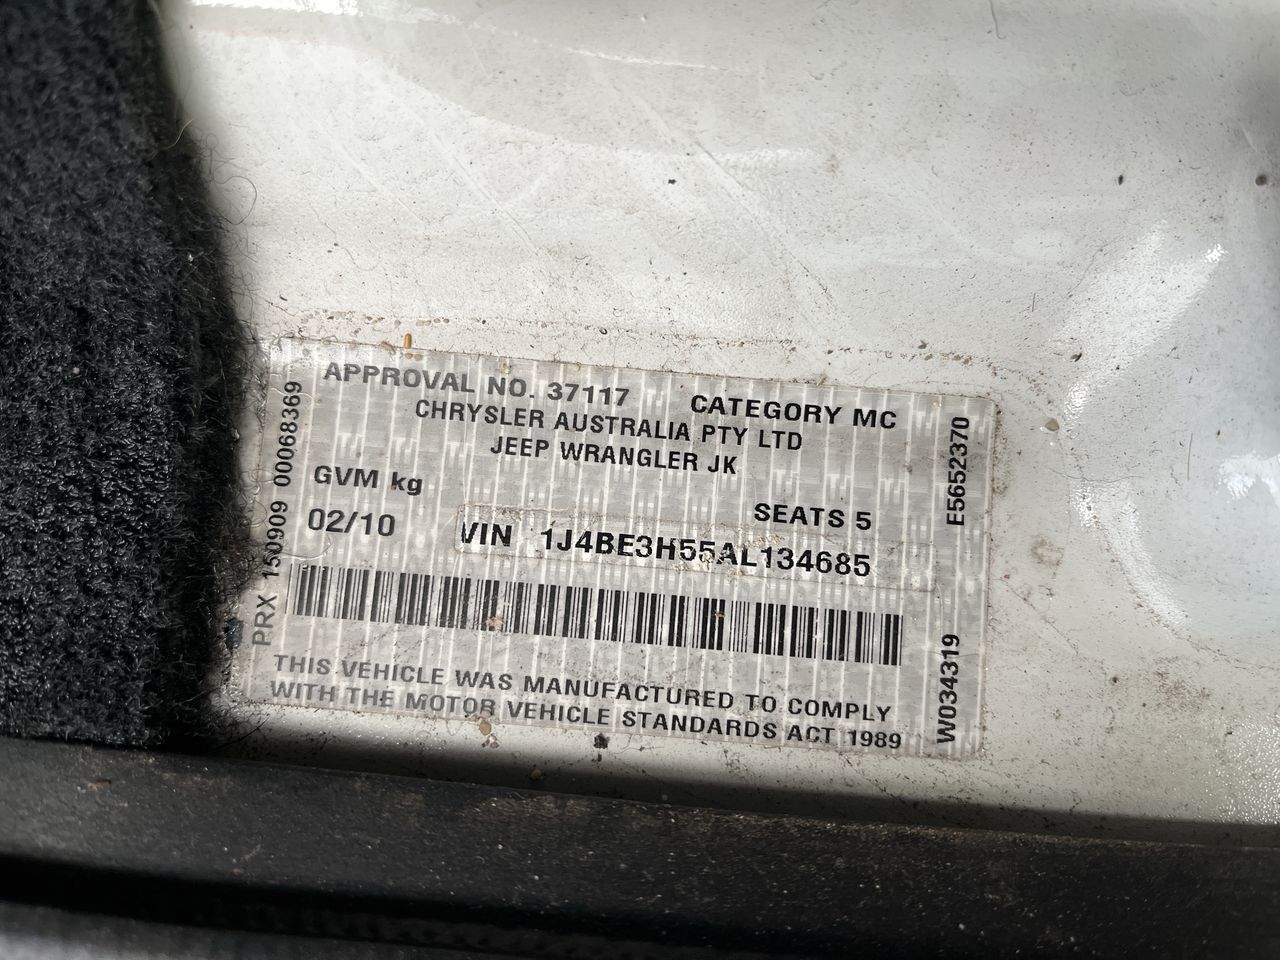 APPROVAL NO. 37117 CATEGORY MC
CHRYSLER AUSTRALIA PTY LTD
JEEP WRANGLER JK
GVM kg SEATS 5
02/10 VIN 1J4BE3H55AL134685
THIS VEHICLE WAS MANUFACTURED TO COMPLY
WITH THE MOTOR VEHICLE STANDARDS ACT 1989
PRX 150909 00068369
W034319 E5652370